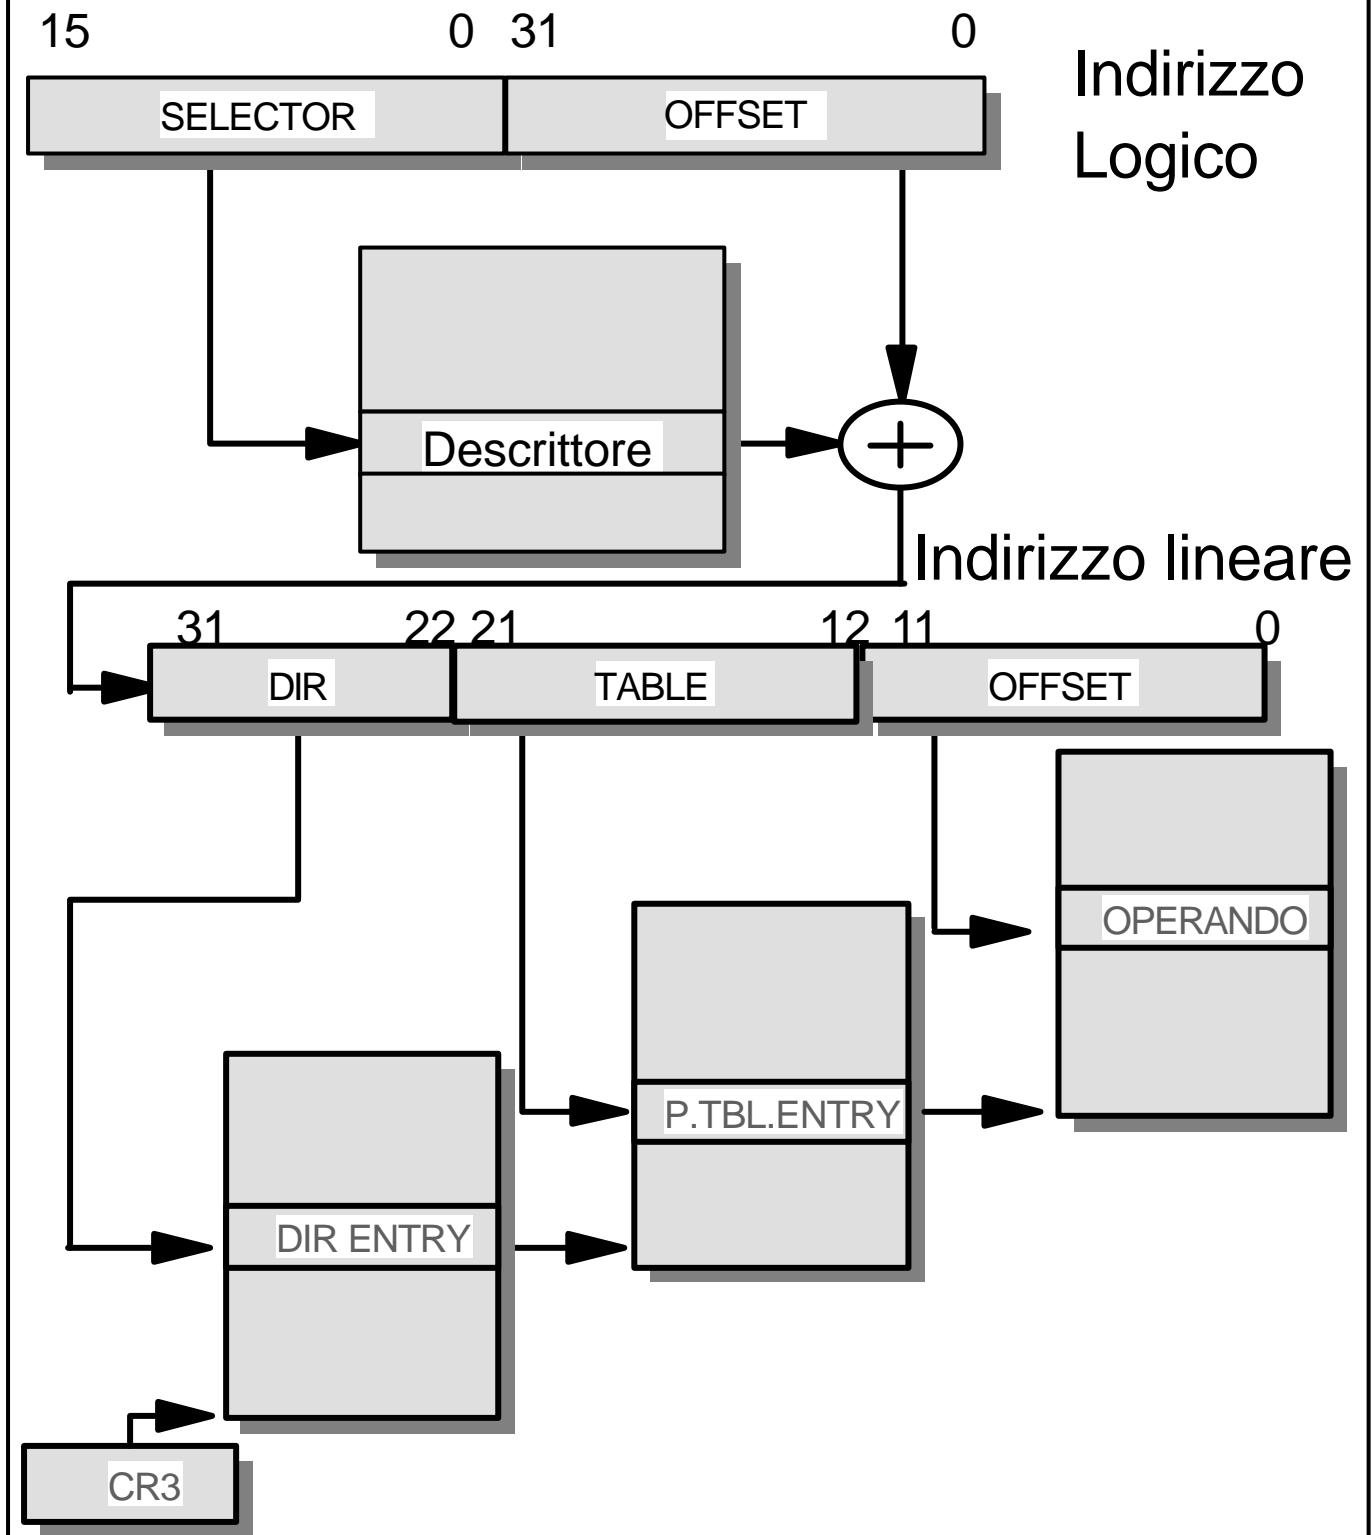 15 0 31 0
Indirizzo
Logico
SELECTOR OFFSET
Descrittore
Indirizzo lineare
31 22 21 12 11 0
DIR TABLE OFFSET
OPERANDO
P.TBL.ENTRY
DIR ENTRY
CR3